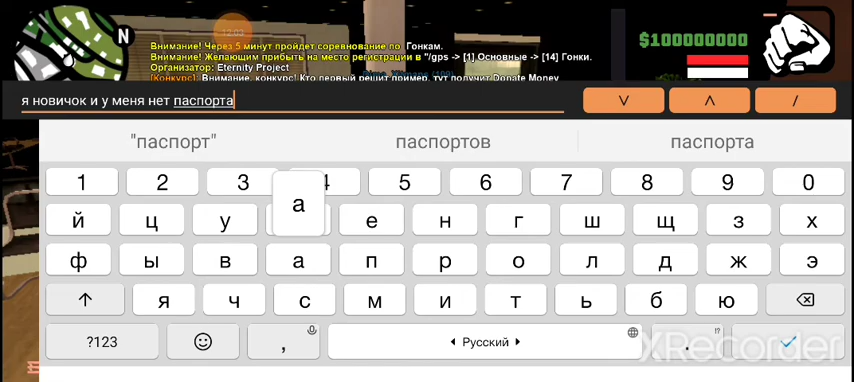 12:03
N
Внимание! Через 5 минут пройдет соревнование по Гонкам.
Внимание! Желающим прибыть на место регистрации в "/gps -> [1] Основные -> [14] Гонки.
Организатор: Eternity Project
[Конкурс] Внимание, конкурс! Кто первый решит пример, тут получит Donate Money
$100000000
я новичок и у меня нет паспорта
V Λ /
"паспорт" паспортов паспорта
1 2 3 4 5 6 7 8 9 0
а
й ц у е н г ш щ з х
ф ы в а п р о л д ж э
я ч с м и т ь б ю
?123 , Русский . !?
XRecorder